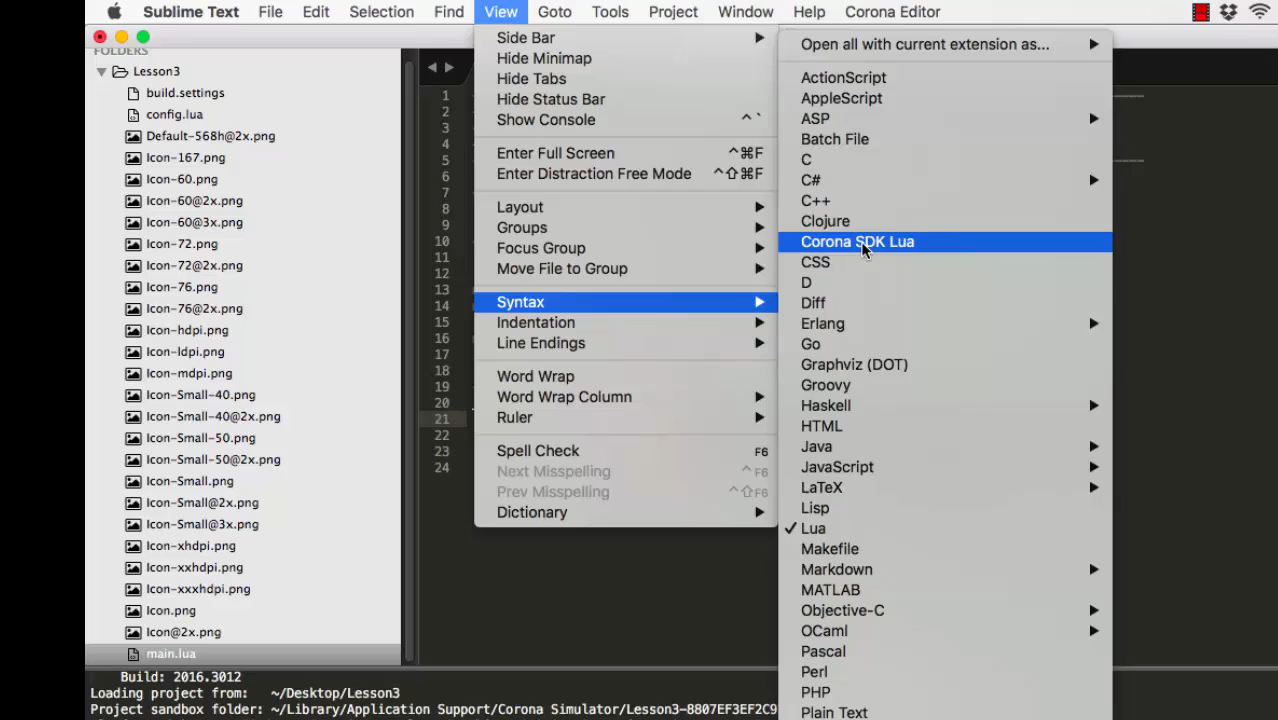 Sublime Text File Edit Selection Find View Goto Tools Project Window Help Corona Editor
FOLDERS
Lesson3
build.settings
config.lua
Default-568h@2x.png
Icon-167.png
Icon-60.png
Icon-60@2x.png
Icon-60@3x.png
Icon-72.png
Icon-72@2x.png
Icon-76.png
Icon-76@2x.png
Icon-hdpi.png
Icon-ldpi.png
Icon-mdpi.png
Icon-Small-40.png
Icon-Small-40@2x.png
Icon-Small-50.png
Icon-Small-50@2x.png
Icon-Small.png
Icon-Small@2x.png
Icon-Small@3x.png
Icon-xhdpi.png
Icon-xxhdpi.png
Icon-xxxhdpi.png
Icon.png
Icon@2x.png
main.lua
1
2
3
4
5
6
7
8
9
10
11
12
13
14
15
16
17
18
19
20
21
22
23
24
Side Bar
Hide Minimap
Hide Tabs
Hide Status Bar
Show Console ^`
Enter Full Screen ^⌘F
Enter Distraction Free Mode ^⇧⌘F
Layout
Groups
Focus Group
Move File to Group
Syntax
Indentation
Line Endings
Word Wrap
Word Wrap Column
Ruler
Spell Check F6
Next Misspelling ^F6
Prev Misspelling ^⇧F6
Dictionary
Open all with current extension as...
ActionScript
AppleScript
ASP
Batch File
C
C#
C++
Clojure
Corona SDK Lua
CSS
D
Diff
Erlang
Go
Graphviz (DOT)
Groovy
Haskell
HTML
Java
JavaScript
LaTeX
Lisp
✓ Lua
Makefile
Markdown
MATLAB
Objective-C
OCaml
Pascal
Perl
PHP
Plain Text
Build: 2016.3012
Loading project from: ~/Desktop/Lesson3
Project sandbox folder: ~/Library/Application Support/Corona Simulator/Lesson3-8807EF3EF2C9